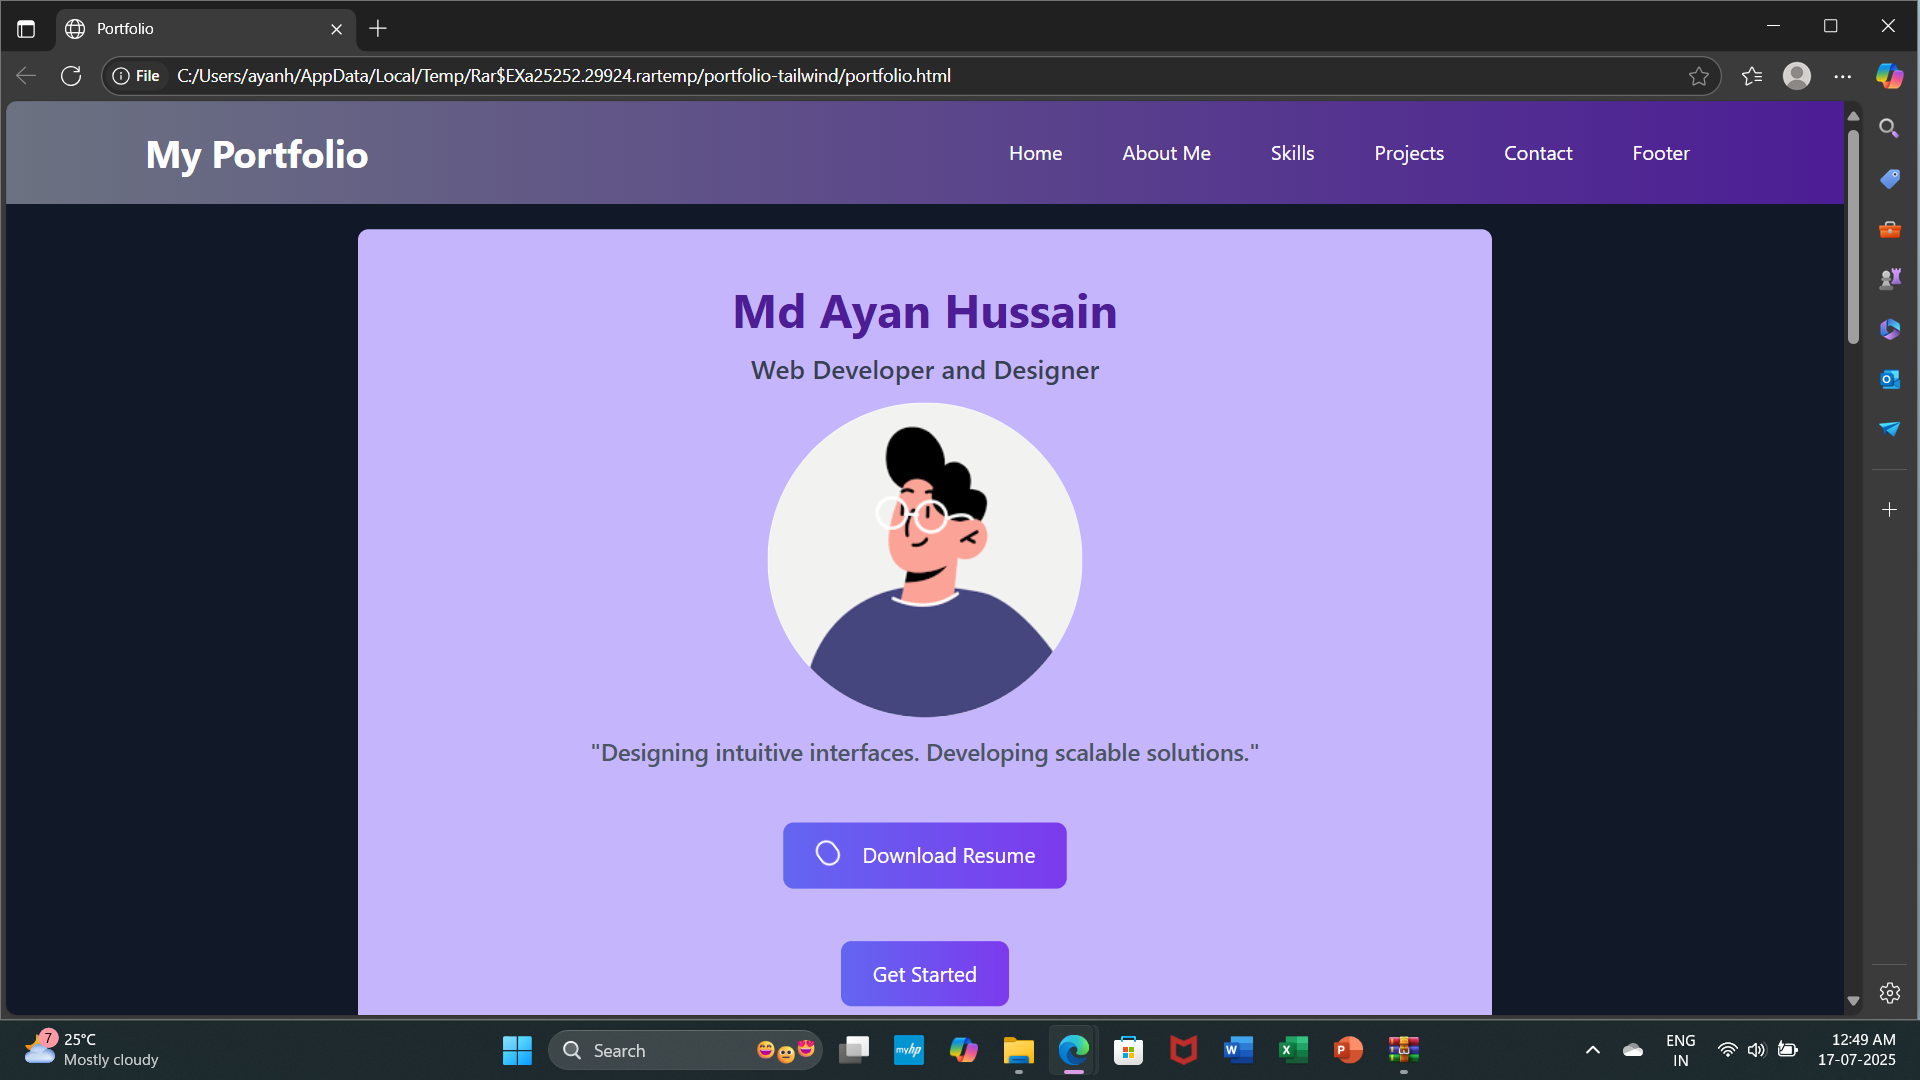 Portfolio
File C:/Users/ayanh/AppData/Local/Temp/Rar$EXa25252.29924.rartemp/portfolio-tailwind/portfolio.html
My Portfolio
Home About Me Skills Projects Contact Footer
Md Ayan Hussain
Web Developer and Designer
"Designing intuitive interfaces. Developing scalable solutions."
Download Resume
Get Started
7
25°C
Mostly cloudy
Search
myhp
W
X
P
ENG
IN
12:49 AM
17-07-2025